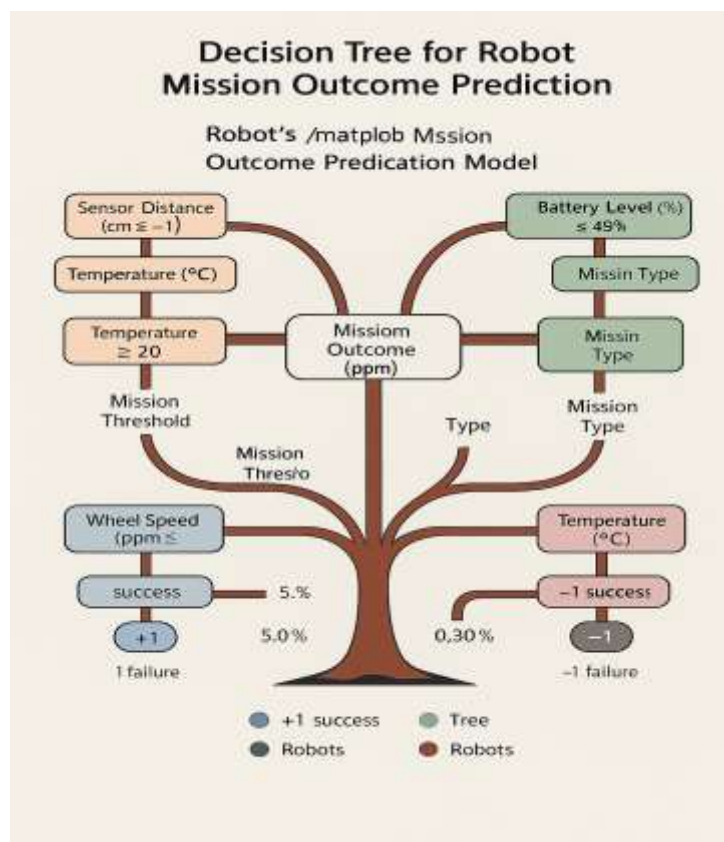 Decision Tree for Robot
Mission Outcome Prediction
Robot's /matplob Mssion
Outcome Predication Model
Sensor Distance
(cm ≤ −1)
Battery Level (%)
≤ 49%
Temperature (°C)
Missin Type
Temperature
≥ 20
Missiom
Outcome
(ppm)
Missin
Type
Mission
Threshold
Mission
Type
Type
Mission
Thres/o
Wheel Speed
(ppm ≤
Temperature
(°C)
success
5.%
−1 success
+1
5.0%
0,30%
−1
1 failure
−1 failure
+1 success
Tree
Robots
Robots